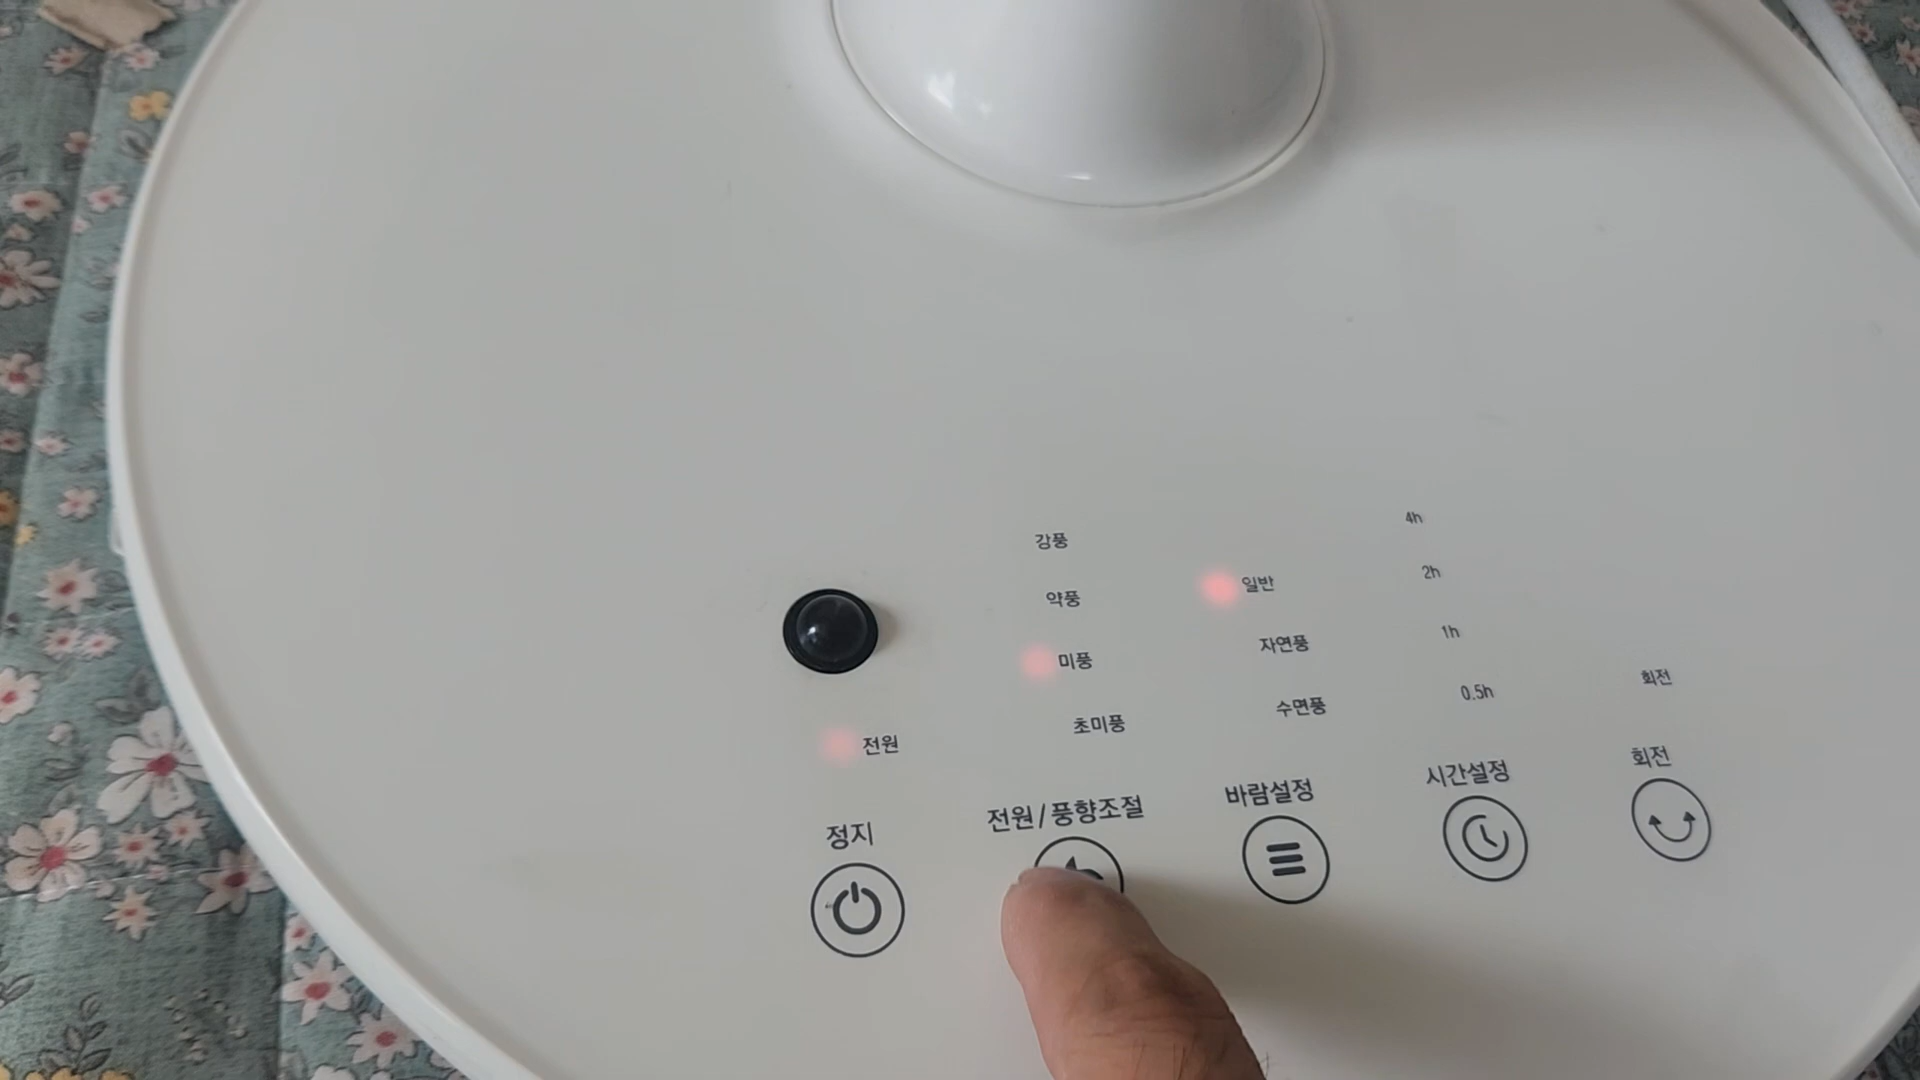 강풍
약풍
미풍
초미풍
일반
자연풍
수면풍
4h
2h
1h
0.5h
회전
전원
정지
전원/풍향조절
바람설정
시간설정
회전